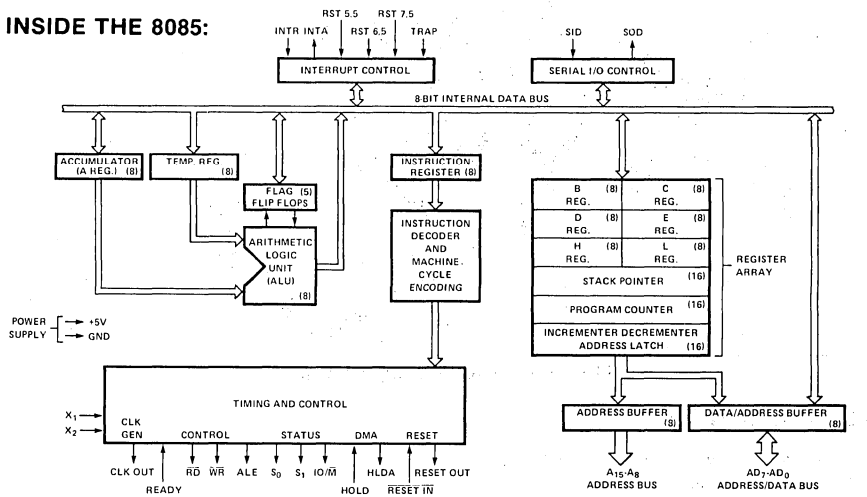 INSIDE THE 8085:
RST 5.5 RST 7.5
INTR INTA RST 6.5 TRAP
SID SOD
INTERRUPT CONTROL
SERIAL I/O CONTROL
8-BIT INTERNAL DATA BUS
ACCUMULATOR
(A REG.) (8)
TEMP. REG.
(8)
FLAG (5)
FLIP FLOPS
ARITHMETIC
LOGIC
UNIT
(ALU)
(8)
INSTRUCTION
REGISTER (8)
INSTRUCTION
DECODER
AND
MACHINE
CYCLE
ENCODING
B (8) C (8)
REG. REG.
D (8) E (8)
REG. REG.
H (8) L (8)
REG. REG.
STACK POINTER (16)
PROGRAM COUNTER (16)
INCREMENTER DECREMENTER
ADDRESS LATCH (16)
REGISTER
ARRAY
POWER
SUPPLY
+5V
GND
TIMING AND CONTROL
X₁
X₂
CLK
GEN CONTROL STATUS DMA RESET
CLK OUT R̅D̅ W̅R̅ ALE S₀ S₁ IO/M̅ HLDA RESET OUT
READY HOLD R̅E̅S̅E̅T̅ I̅N̅
ADDRESS BUFFER
(8)
DATA/ADDRESS BUFFER
(8)
A₁₅-A₈
ADDRESS BUS
AD₇-AD₀
ADDRESS/DATA BUS